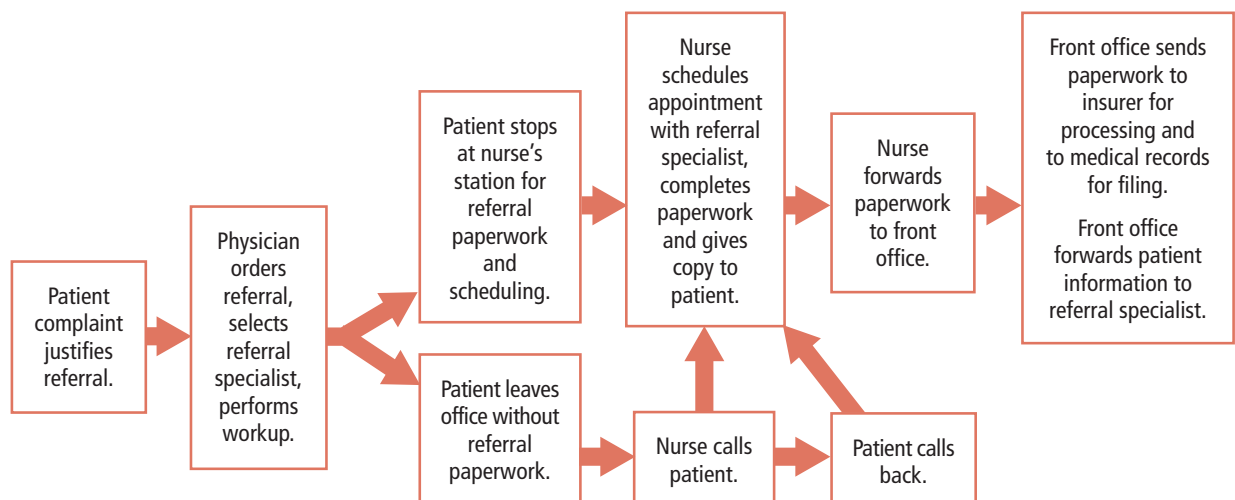 Patient
complaint
justifies
referral.
Physician
orders
referral,
selects
referral
specialist,
performs
workup.
Patient stops
at nurse’s
station for
referral
paperwork
and
scheduling.
Patient leaves
office without
referral
paperwork.
Nurse calls
patient.
Patient calls
back.
Nurse
schedules
appointment
with referral
specialist,
completes
paperwork
and gives
copy to
patient.
Nurse
forwards
paperwork
to front
office.
Front office sends
paperwork to
insurer for
processing and
to medical records
for filing.
Front office
forwards patient
information to
referral specialist.